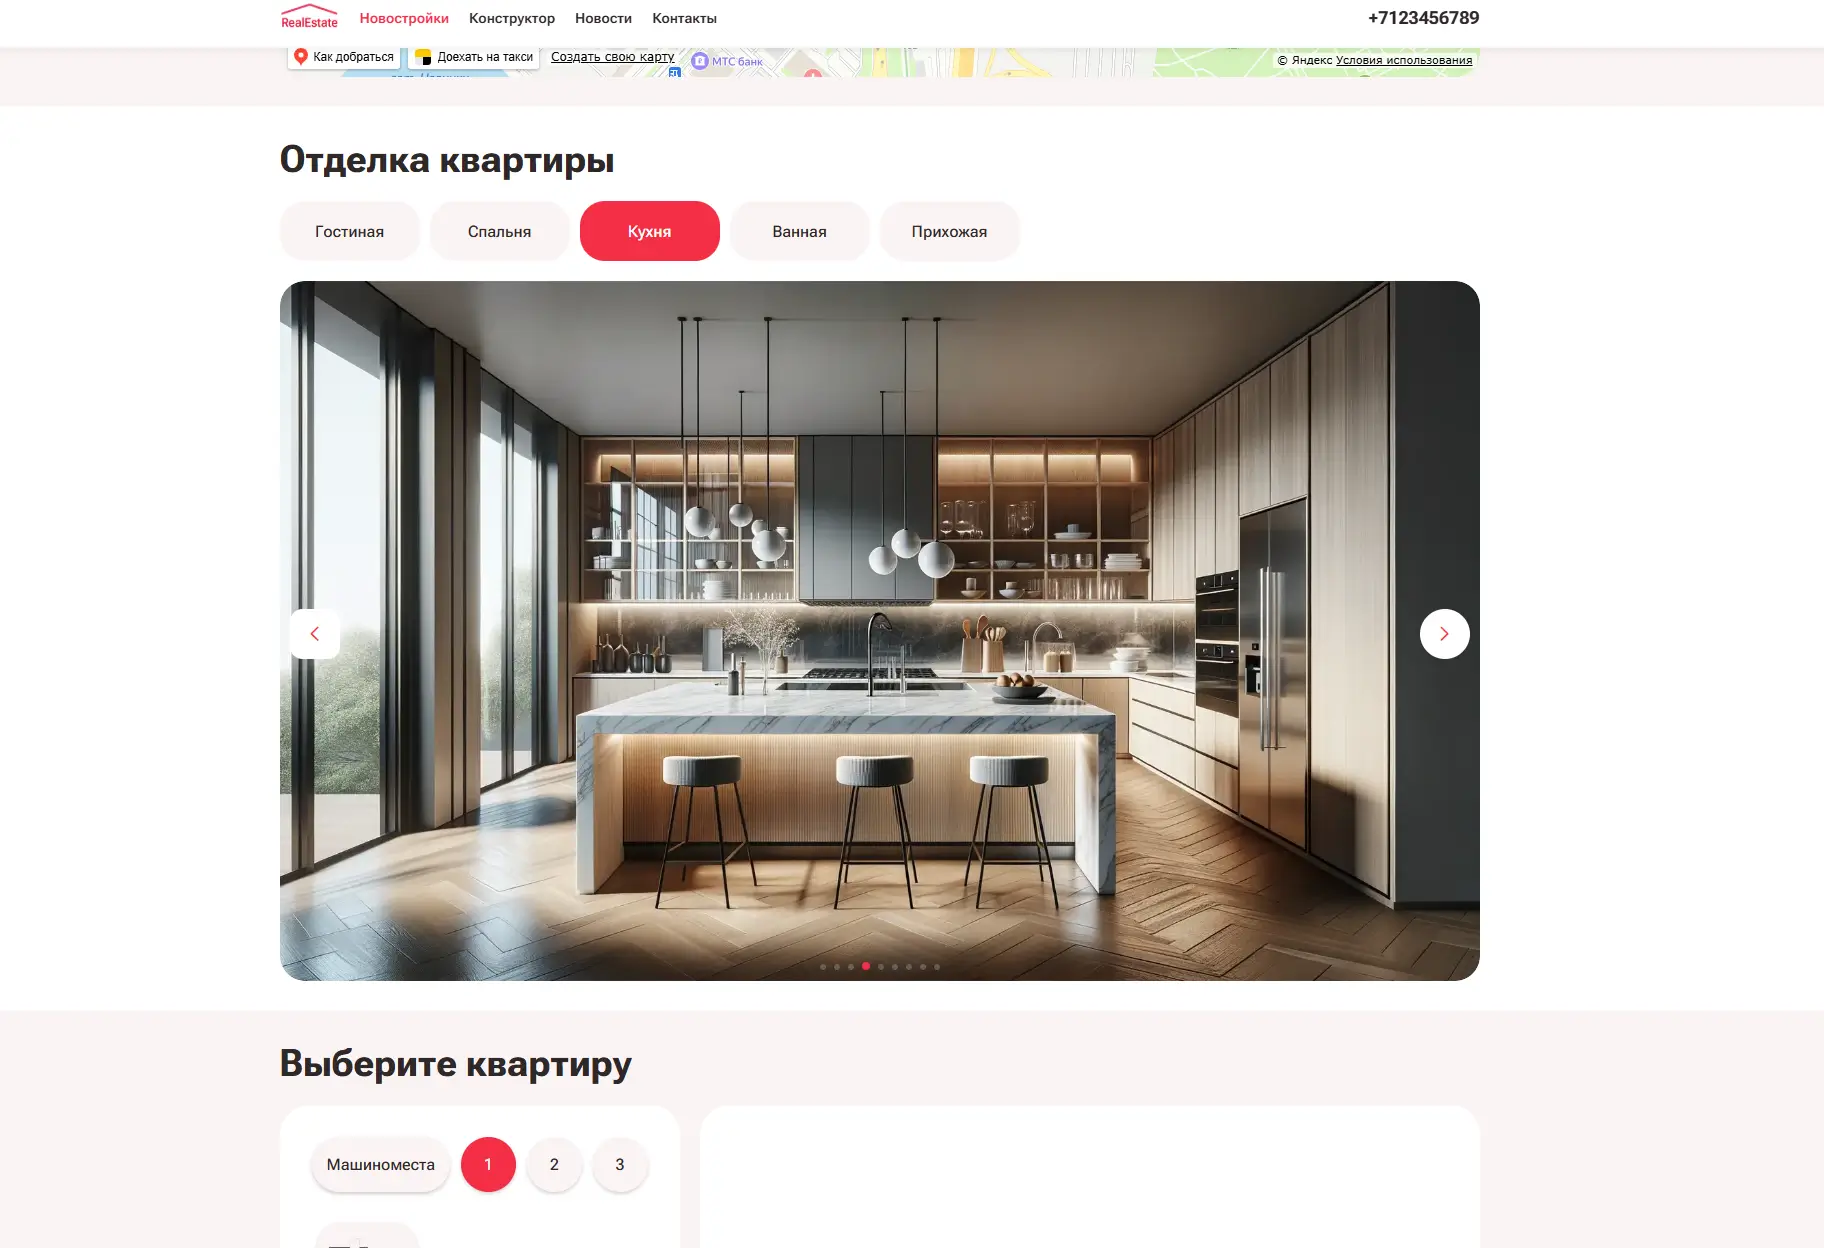 RealEstate
Новостройки
Конструктор
Новости
Контакты
+7123456789
Как добраться
Доехать на такси
Создать свою карту
МТС банк
© Яндекс Условия использования
Отделка квартиры
Гостиная
Спальня
Кухня
Ванная
Прихожая
Выберите квартиру
Машиноместа
1
2
3